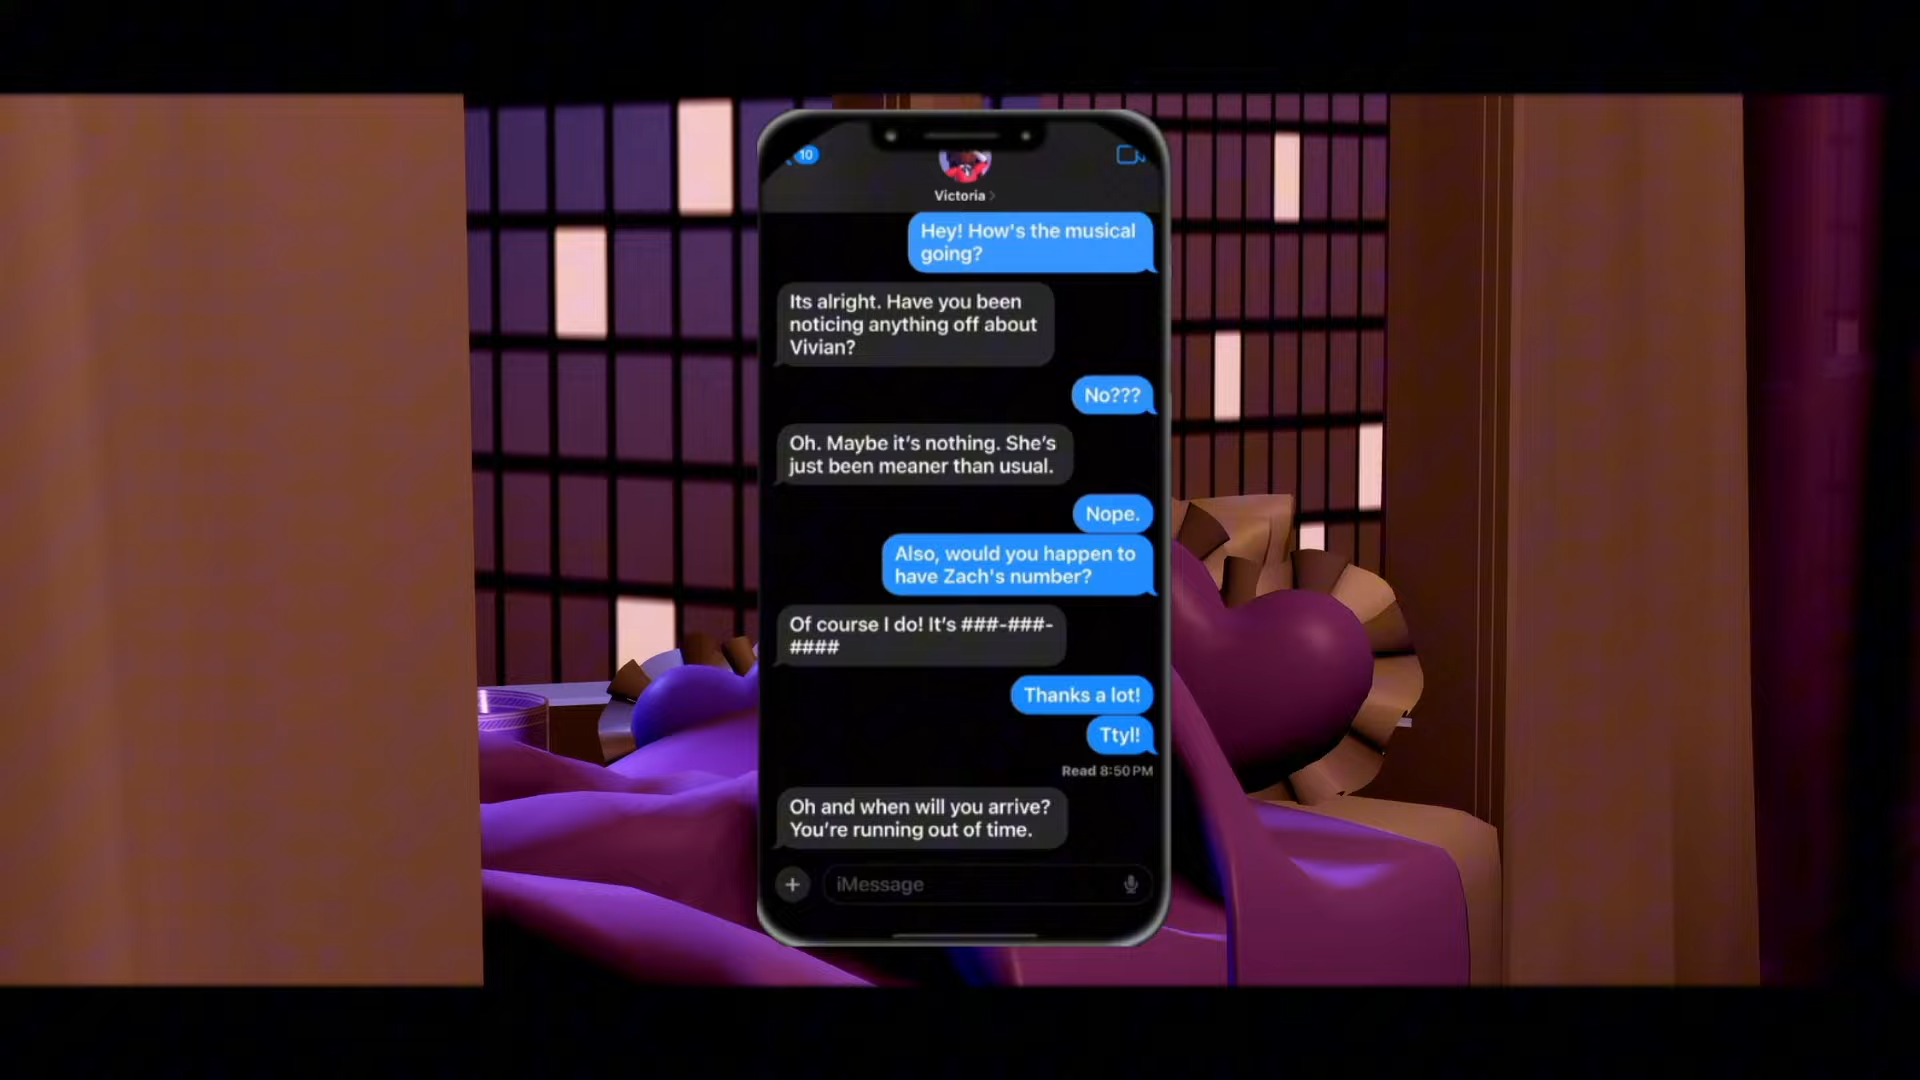 10
Victoria
Hey! How's the musical
going?
Its alright. Have you been
noticing anything off about
Vivian?
No???
Oh. Maybe it's nothing. She's
just been meaner than usual.
Nope.
Also, would you happen to
have Zach's number?
Of course I do! It's ###-###-
####
Thanks a lot!
Ttyl!
Read 8:50 PM
Oh and when will you arrive?
You're running out of time.
iMessage